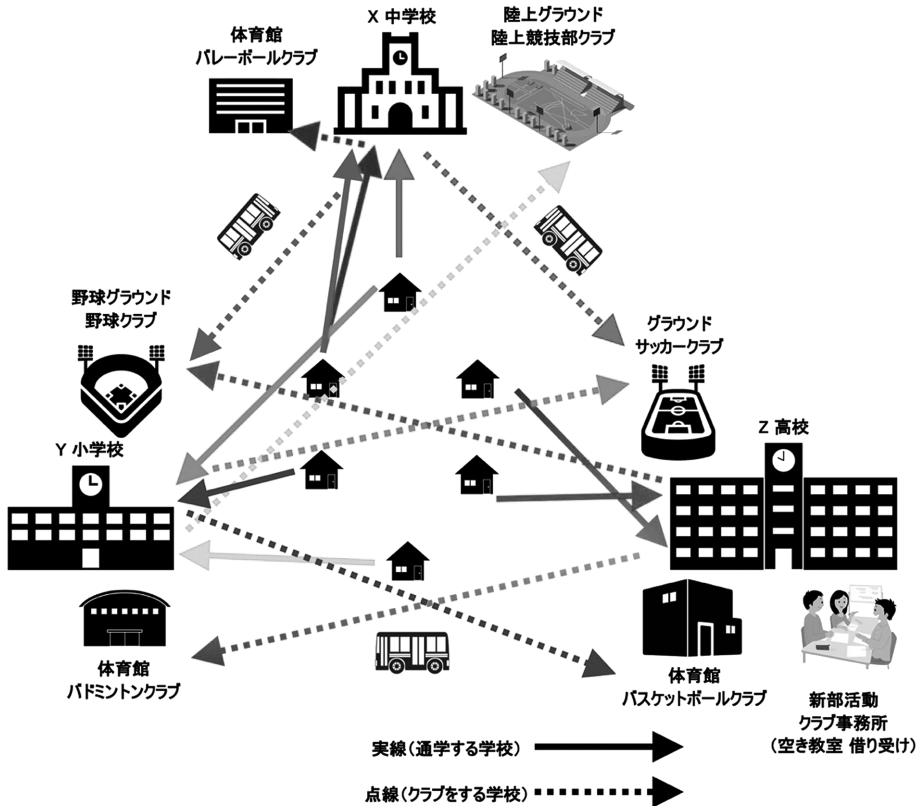 X 中学校
体育館
バレーボールクラブ
陸上グラウンド
陸上競技部クラブ
野球グラウンド
野球クラブ
グラウンド
サッカークラブ
Y 小学校
Z 高校
体育館
バドミントンクラブ
体育館
バスケットボールクラブ
新部活動
クラブ事務所
(空き教室 借り受け)
実線(通学する学校)
点線(クラブをする学校)